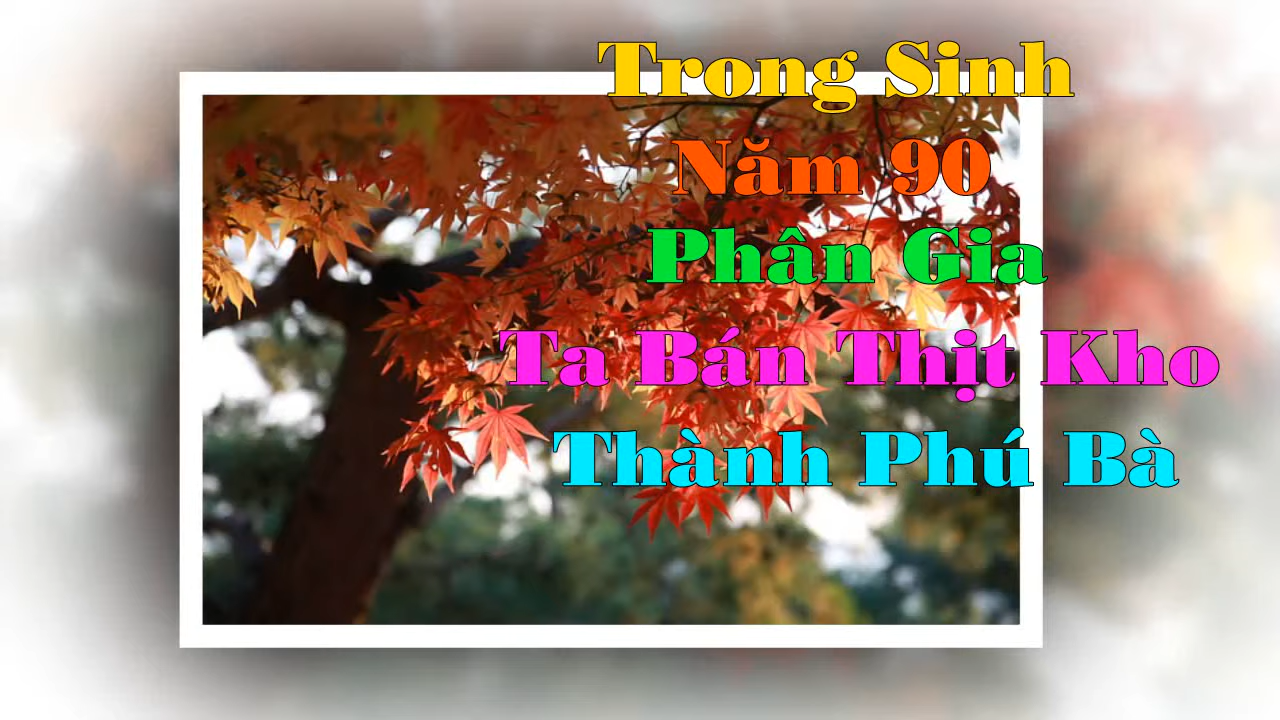 Trong Sinh
Năm 90
Phân Gia
Ta Bán Thịt Kho
Thành Phú Bà